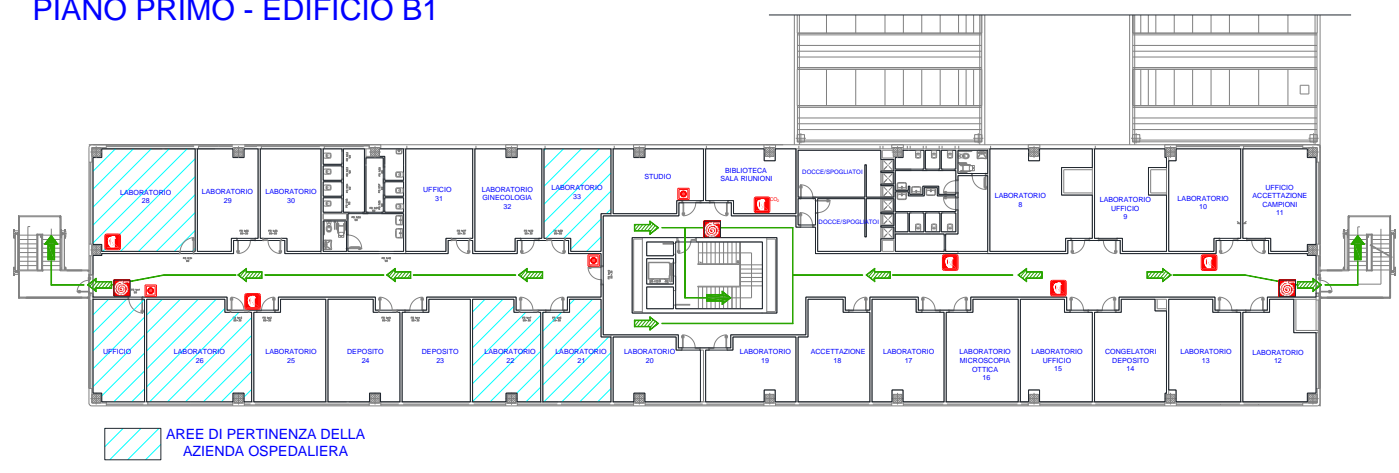 PIANO PRIMO - EDIFICIO B1
LABORATORIO
28
LABORATORIO
29
LABORATORIO
30
UFFICIO
31
LABORATORIO
GINECOLOGIA
32
LABORATORIO
33
STUDIO
BIBLIOTECA
SALA RIUNIONI
DOCCE/SPOGLIATOI
DOCCE/SPOGLIATOI
LABORATORIO
8
LABORATORIO
UFFICIO
9
LABORATORIO
10
UFFICIO
ACCETTAZIONE
CAMPIONI
11
UFFICIO
LABORATORIO
26
LABORATORIO
25
DEPOSITO
24
DEPOSITO
23
LABORATORIO
22
LABORATORIO
21
LABORATORIO
20
LABORATORIO
19
ACCETTAZIONE
18
LABORATORIO
17
LABORATORIO
MICROSCOPIA
OTTICA
16
LABORATORIO
UFFICIO
15
CONGELATORI
DEPOSITO
14
LABORATORIO
13
LABORATORIO
12
AREE DI PERTINENZA DELLA
AZIENDA OSPEDALIERA